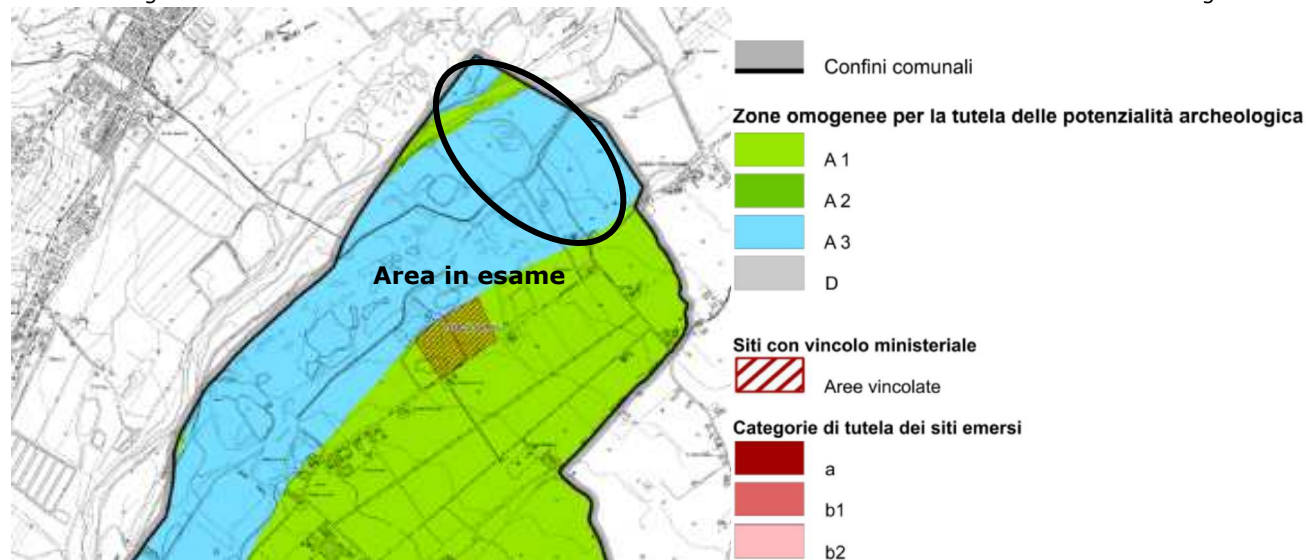 Confini comunali
Zone omogenee per la tutela delle potenzialità archeologica
A 1
A 2
A 3
D
Siti con vincolo ministeriale
Aree vincolate
Categorie di tutela dei siti emersi
a
b1
b2
Area in esame